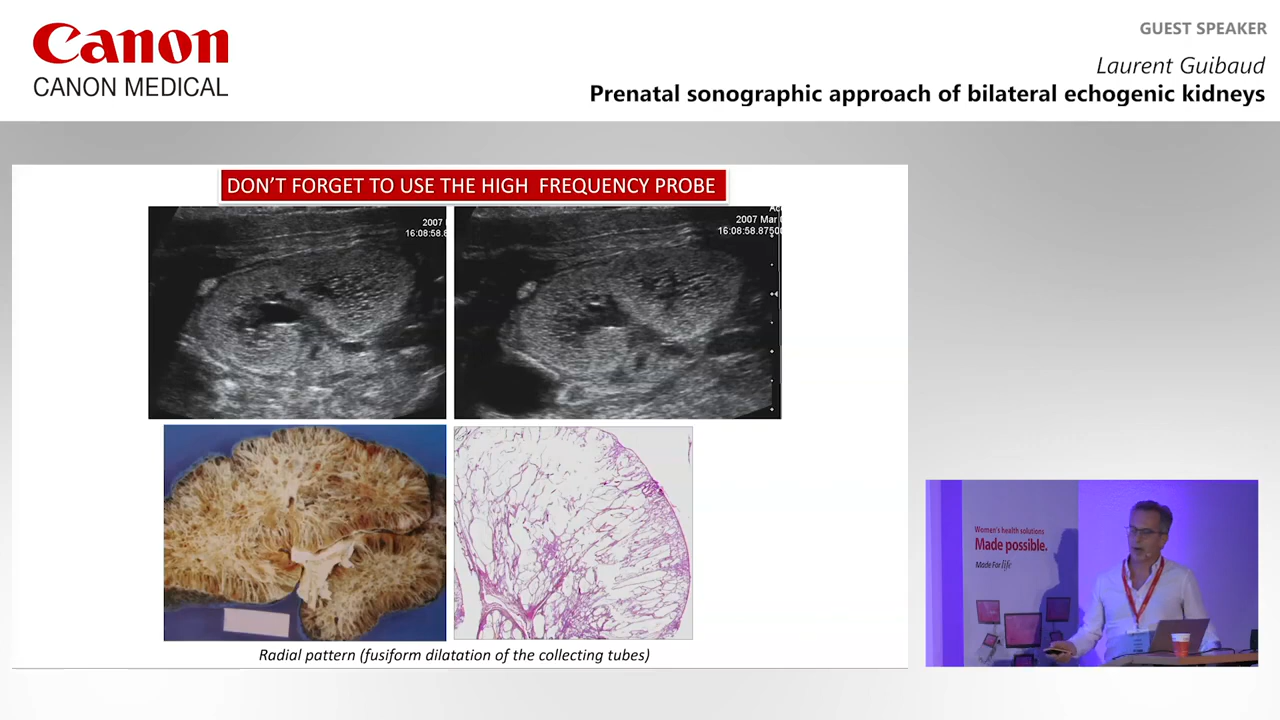 Canon
CANON MEDICAL
GUEST SPEAKER
Laurent Guibaud
Prenatal sonographic approach of bilateral echogenic kidneys
DON'T FORGET TO USE THE HIGH FREQUENCY PROBE
2007
16:08:58.8
2007 Mar
16:08:58.8750
Radial pattern (fusiform dilatation of the collecting tubes)
Women's health solutions
Made possible.
Made For life